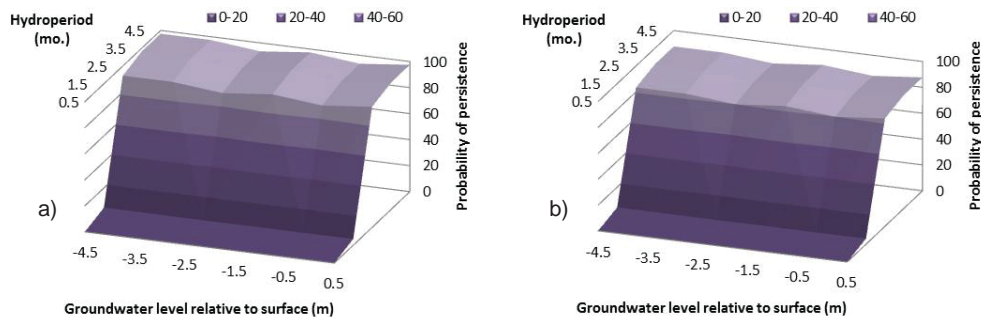 Hydroperiod
(mo.)
0-20 20-40 40-60
4.5
3.5
2.5
1.5
0.5
100
80
60
40
20
0
Probability of persistence
a)
-4.5 -3.5 -2.5 -1.5 -0.5 0.5
Groundwater level relative to surface (m)
Hydroperiod
(mo.)
0-20 20-40 40-60
4.5
3.5
2.5
1.5
0.5
100
80
60
40
20
0
Probability of persistence
b)
-4.5 -3.5 -2.5 -1.5 -0.5 0.5
Groundwater level relative to surface (m)